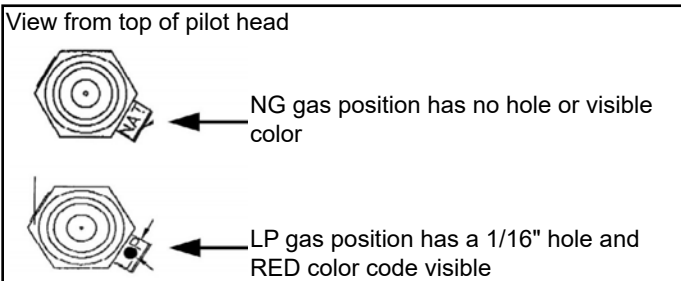 View from top of pilot head
NAT
NG gas position has no hole or visible
color
LP
LP gas position has a 1/16" hole and
RED color code visible